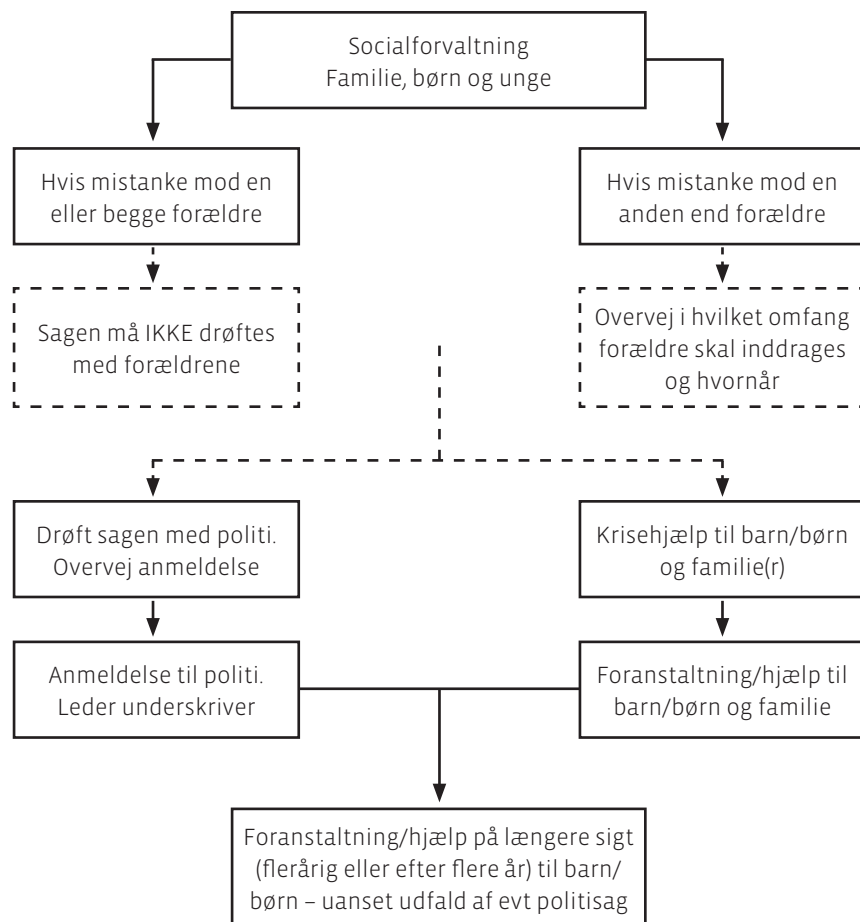 Socialforvaltning
Familie, børn og unge
Hvis mistanke mod en
eller begge forældre
Hvis mistanke mod en
anden end forældre
Sagen må IKKE drøftes
med forældrene
Overvej i hvilket omfang
forældre skal inddrages
og hvornår
Drøft sagen med politi.
Overvej anmeldelse
Krisehjælp til barn/børn
og familie(r)
Anmeldelse til politi.
Leder underskriver
Foranstaltning/hjælp til
barn/børn og familie
Foranstaltning/hjælp på længere sigt
(flerårig eller efter flere år) til barn/
børn – uanset udfald af evt politisag